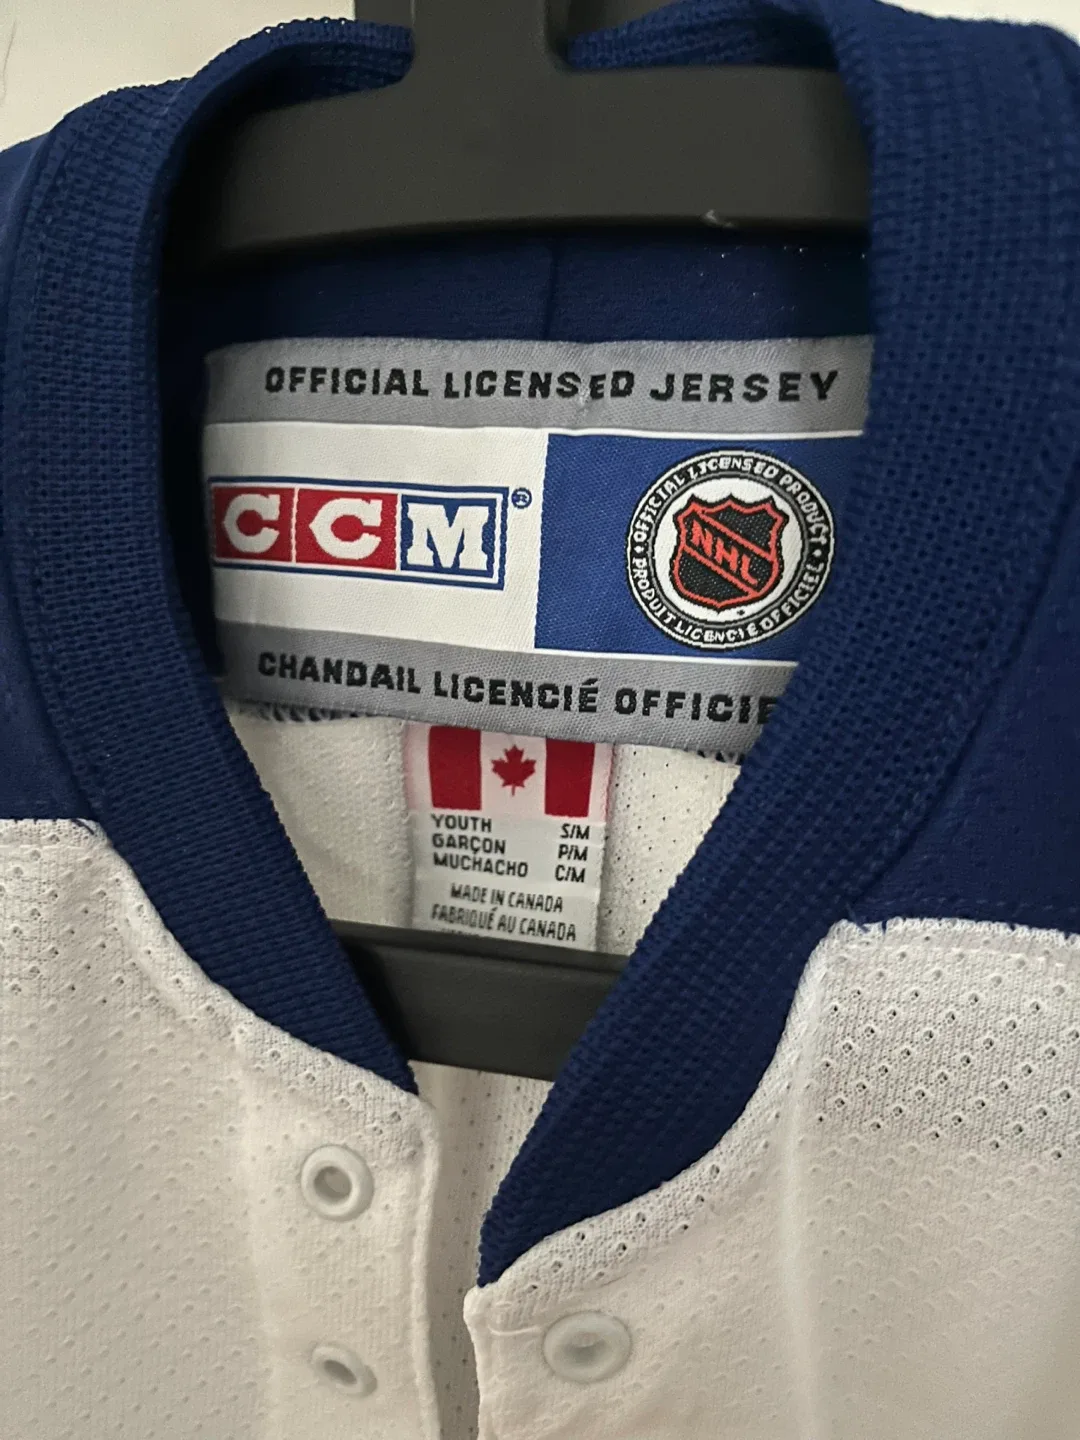 OFFICIAL LICENSED JERSEY
CCM®
OFFICIAL LICENSED PRODUCT
NHL
• PRODUIT LICENCIÉ OFFICIEL •
CHANDAIL LICENCIÉ OFFICIE
YOUTH S/M
GARÇON P/M
MUCHACHO C/M
MADE IN CANADA
FABRIQUÉ AU CANADA